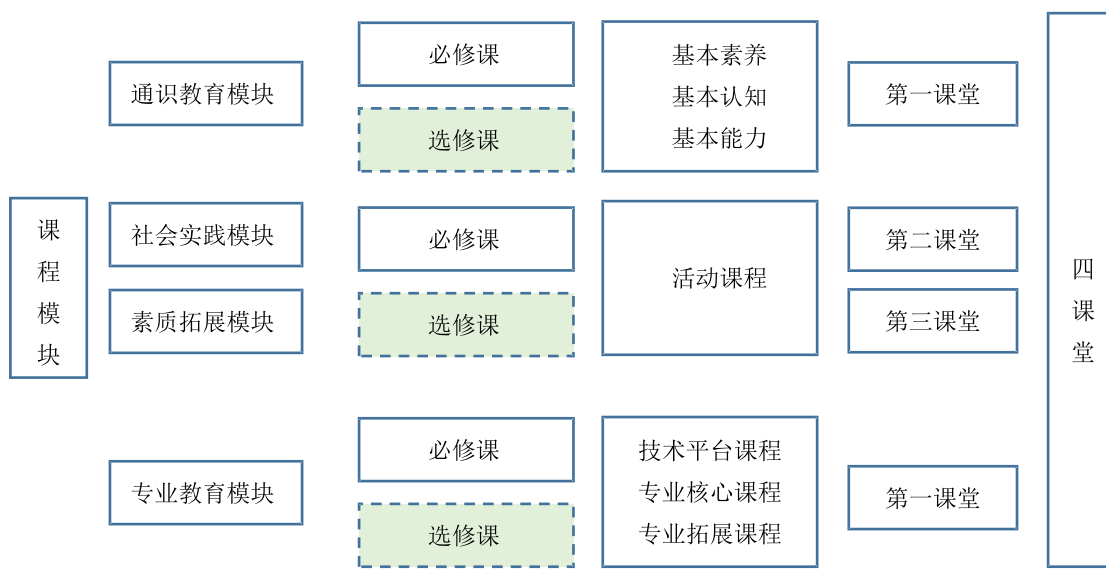 课程模块
通识教育模块
必修课
选修课
基本素养
基本认知
基本能力
第一课堂
社会实践模块
素质拓展模块
必修课
选修课
活动课程
第二课堂
第三课堂
专业教育模块
必修课
选修课
技术平台课程
专业核心课程
专业拓展课程
第一课堂
四课堂